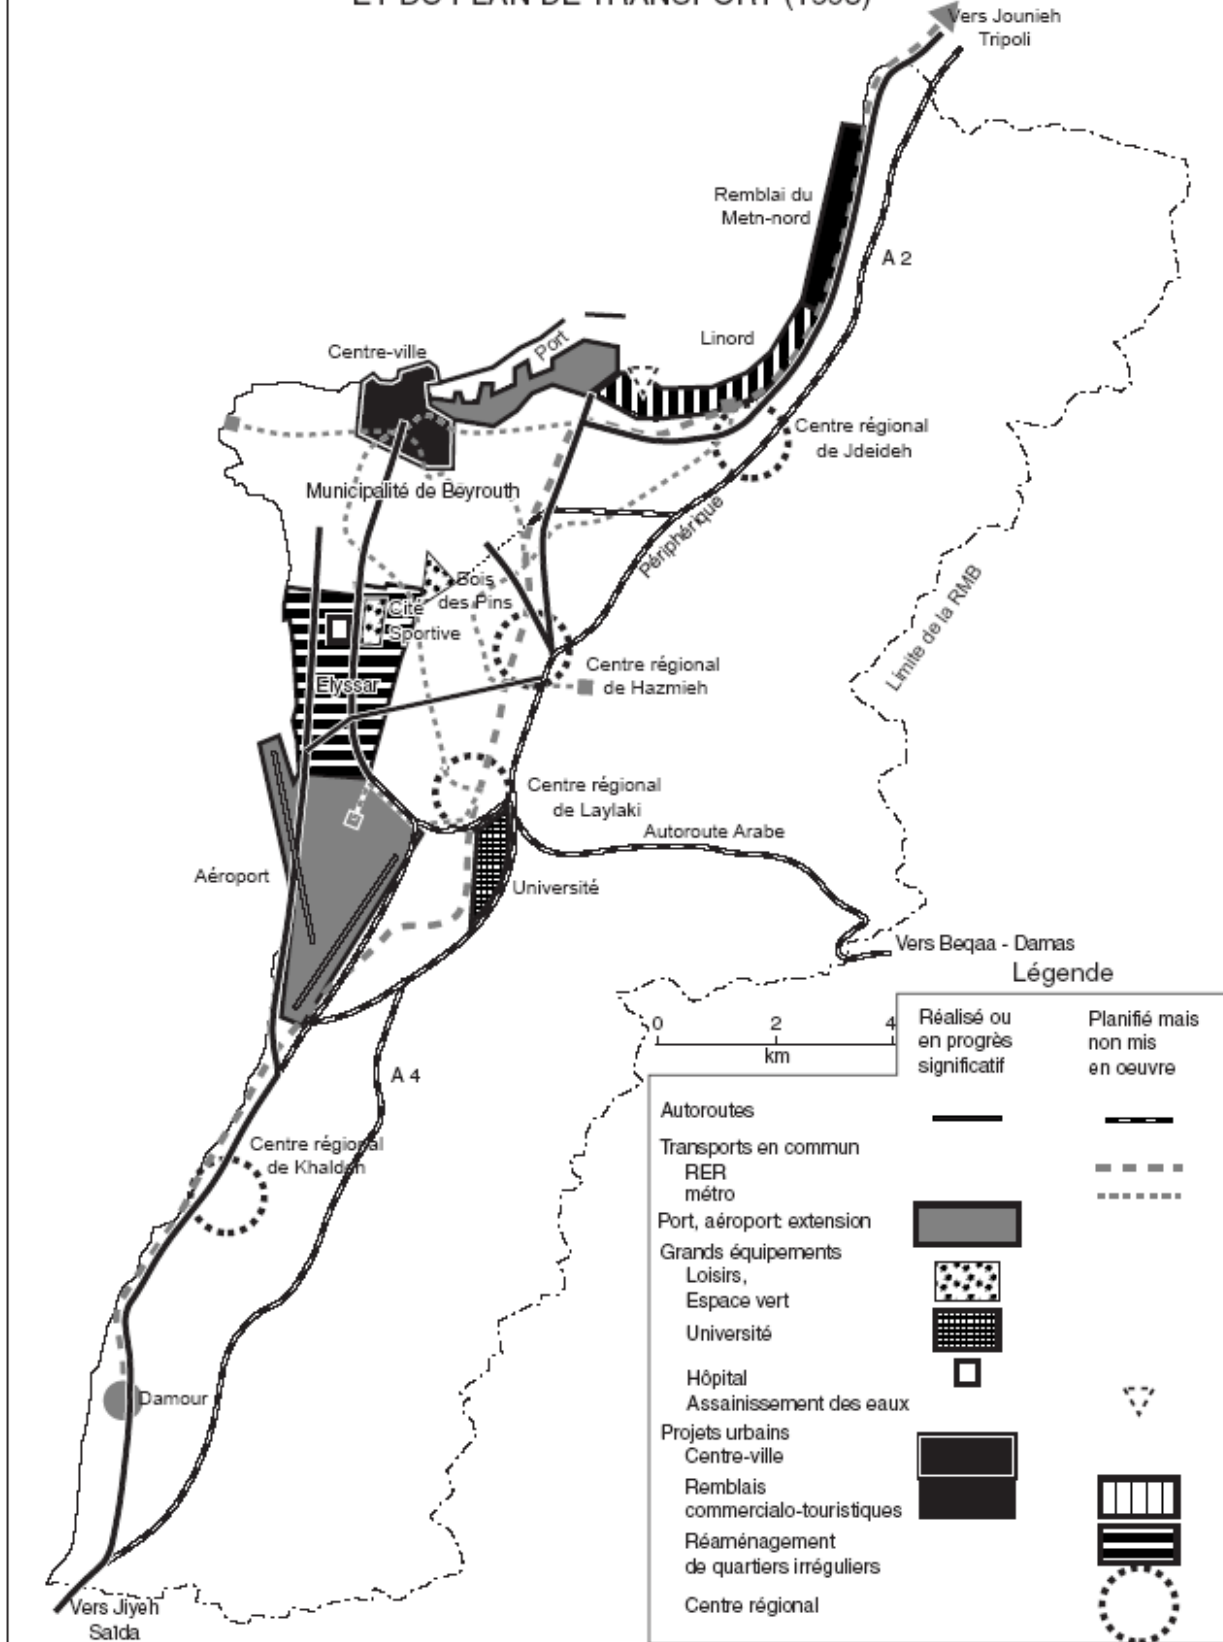 ET DU PLAN DE TRANSPORT
Vers Jounieh
Tripoli
Remblai du
Metn-nord
A 2
Linord
Port
Centre-ville
Centre régional
de Jdeideh
Municipalité de Beyrouth
Périphérique
Bois
des Pins
Cité
Sportive
Limite de la RMB
Centre régional
de Hazmieh
Elyssar
Centre régional
de Laylaki
Autoroute Arabe
Aéroport
Université
Vers Beqaa - Damas
A 4
Centre régional
de Khaldeh
Damour
Vers Jiyeh
Saïda
0 2 4
km
Légende
Réalisé ou
en progrès
significatif
Planifié mais
non mis
en oeuvre
Autoroutes
Transports en commun
RER
métro
Port, aéroport: extension
Grands équipements
Loisirs,
Espace vert
Université
Hôpital
Assainissement des eaux
Projets urbains
Centre-ville
Remblais
commercialo-touristiques
Réaménagement
de quartiers irréguliers
Centre régional